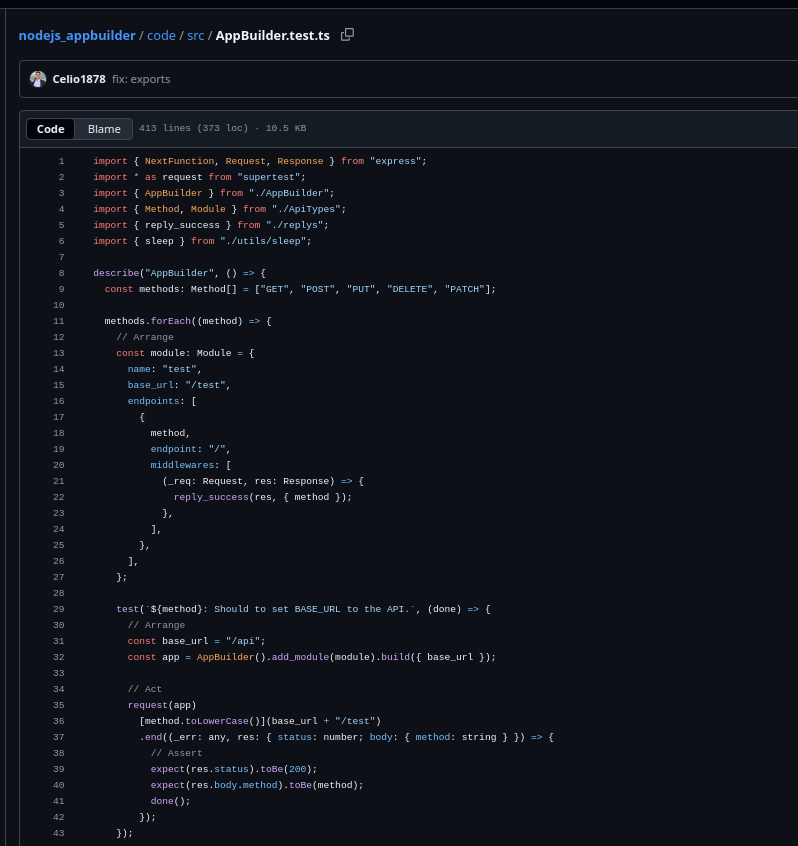 nodejs_appbuilder / code / src / AppBuilder.test.ts
Celio1878 fix: exports
Code Blame 413 lines (373 loc) · 10.5 KB
1 import { NextFunction, Request, Response } from "express";
2 import * as request from "supertest";
3 import { AppBuilder } from "./AppBuilder";
4 import { Method, Module } from "./ApiTypes";
5 import { reply_success } from "./replys";
6 import { sleep } from "./utils/sleep";
7
8 describe("AppBuilder", () => {
9 const methods: Method[] = ["GET", "POST", "PUT", "DELETE", "PATCH"];
10
11 methods.forEach((method) => {
12 // Arrange
13 const module: Module = {
14 name: "test",
15 base_url: "/test",
16 endpoints: [
17 {
18 method,
19 endpoint: "/",
20 middlewares: [
21 (_req: Request, res: Response) => {
22 reply_success(res, { method });
23 },
24 ],
25 },
26 ],
27 };
28
29 test(`${method}: Should to set BASE_URL to the API.`, (done) => {
30 // Arrange
31 const base_url = "/api";
32 const app = AppBuilder().add_module(module).build({ base_url });
33
34 // Act
35 request(app)
36 [method.toLowerCase()](base_url + "/test")
37 .end((_err: any, res: { status: number; body: { method: string } }) => {
38 // Assert
39 expect(res.status).toBe(200);
40 expect(res.body.method).toBe(method);
41 done();
42 });
43 });